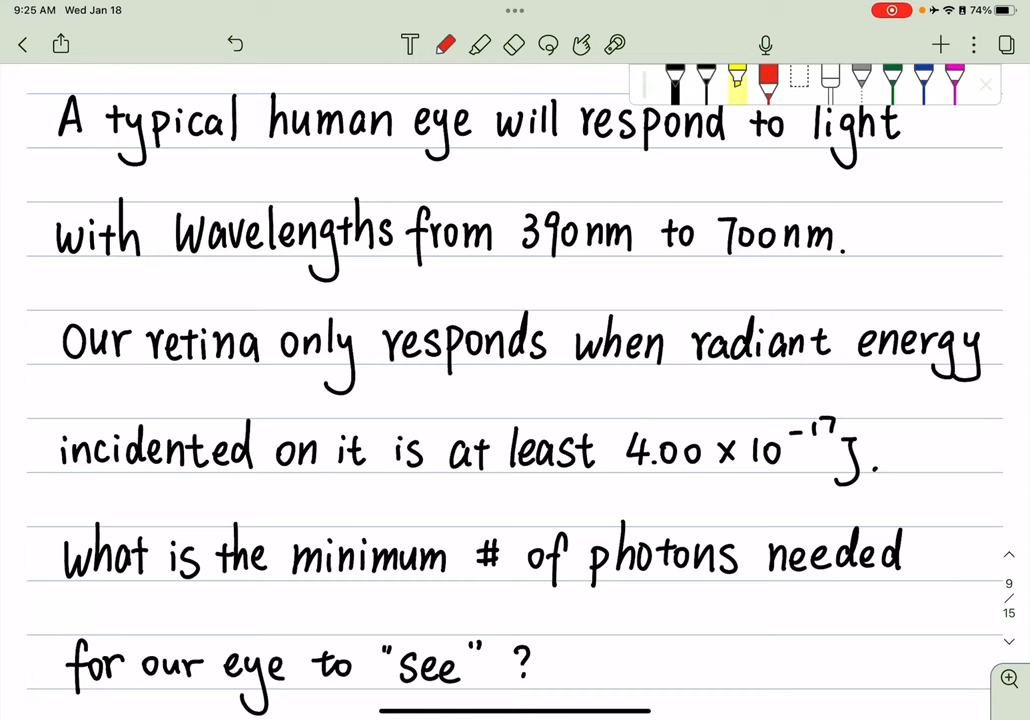 9:25 AM Wed Jan 18
74%
A typical human eye will respond to light
with wavelengths from 390nm to 700nm.
Our retina only responds when radiant energy
incidented on it is at least 4.00 × 10⁻¹⁷J.
What is the minimum # of photons needed
for our eye to "see" ?
9
/
15